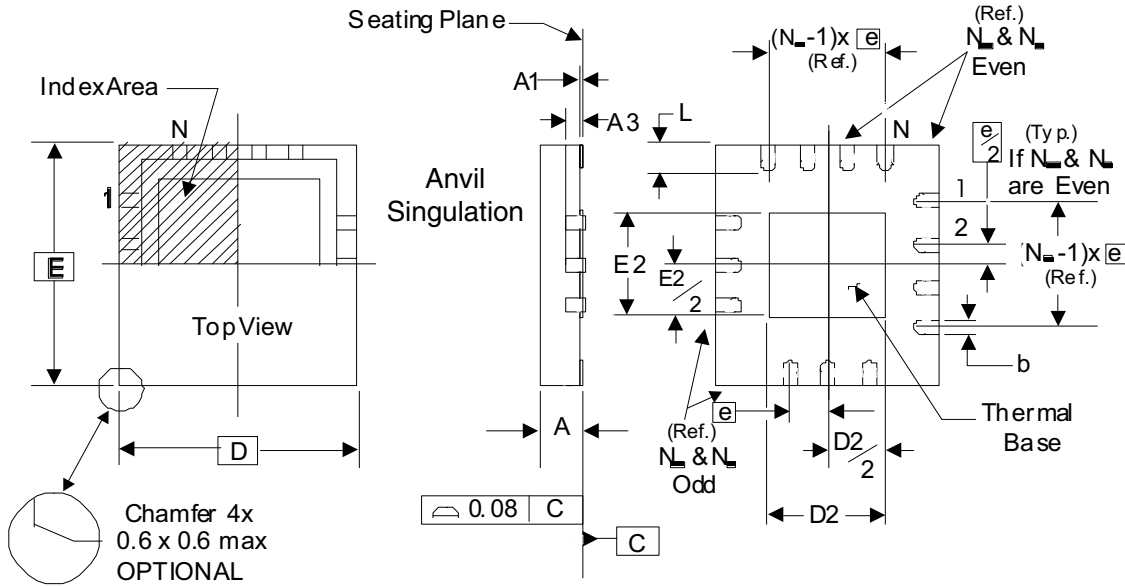 Seating Plane
Index Area
N
1
E
Top View
D
Chamfer 4x
0.6 x 0.6 max
OPTIONAL
A1
A3
Anvil
Singulation
A
0.08 C
C
L
(N -1)x e
(Ref.)
(Ref.)
N & N
Even
N
e/2
(Typ.)
If N & N
are Even
1
2
(N -1)x e
(Ref.)
E2
E2/2
b
e
(Ref.)
N & N
Odd
D2/2
D2
Thermal
Base